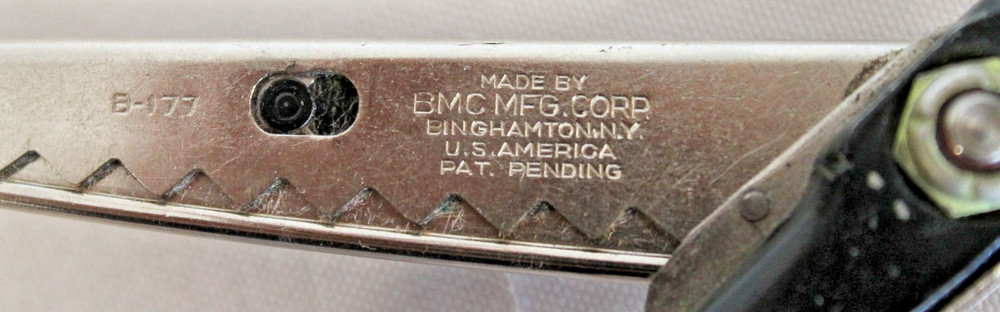 B-177
MADE BY
BMC MFG. CORP.
BINGHAMTON.N.Y.
U.S. AMERICA
PAT. PENDING